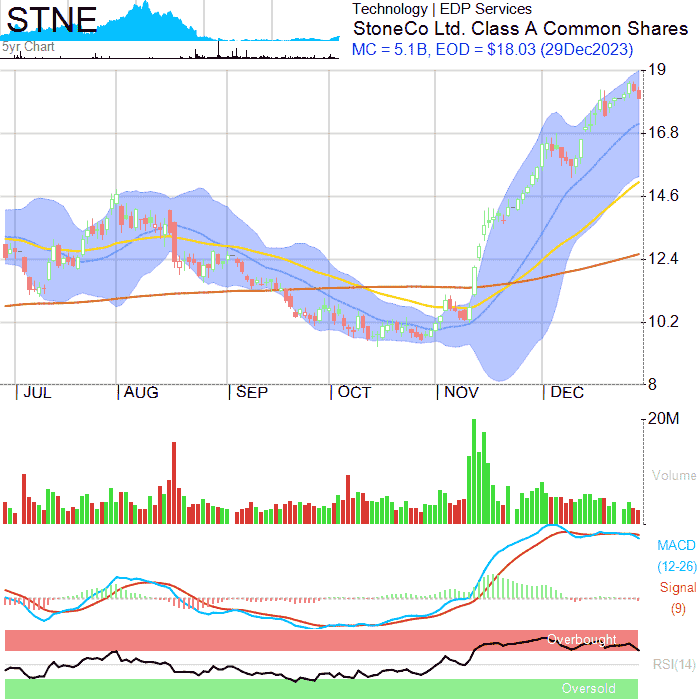 STNE
5yr Chart
Technology | EDP Services
StoneCo Ltd. Class A Common Shares
MC = 5.1B, EOD = $18.03 (29Dec2023)
19
16.8
14.6
12.4
10.2
8
JUL AUG SEP OCT NOV DEC
20M
Volume
MACD
(12-26)
Signal
(9)
Overbought
RSI(14)
Oversold